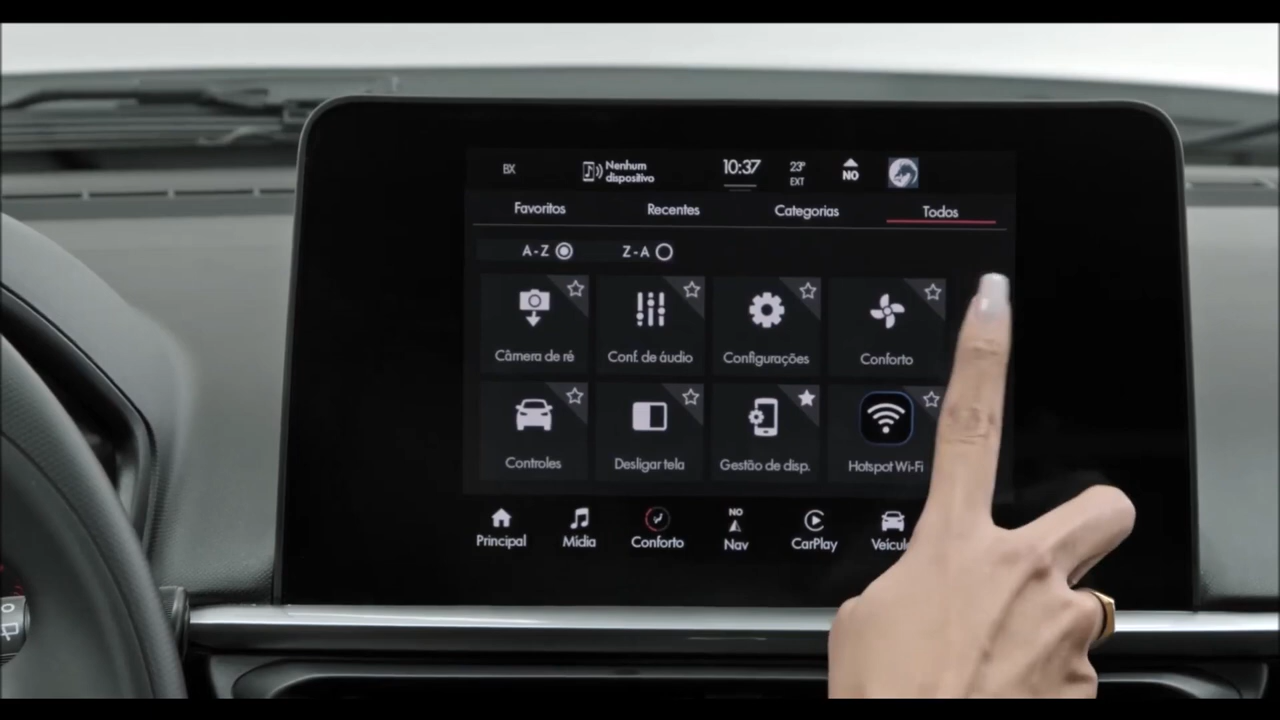 BX
Nenhum
dispositivo
10:37
23°
EXT
NO
Favoritos Recentes Categorias Todos
A-Z Z-A
Câmera de ré Conf. de áudio Configurações Conforto
Controles Desligar tela Gestão de disp. Hotspot Wi-Fi
NO
Principal Mídia Conforto Nav CarPlay